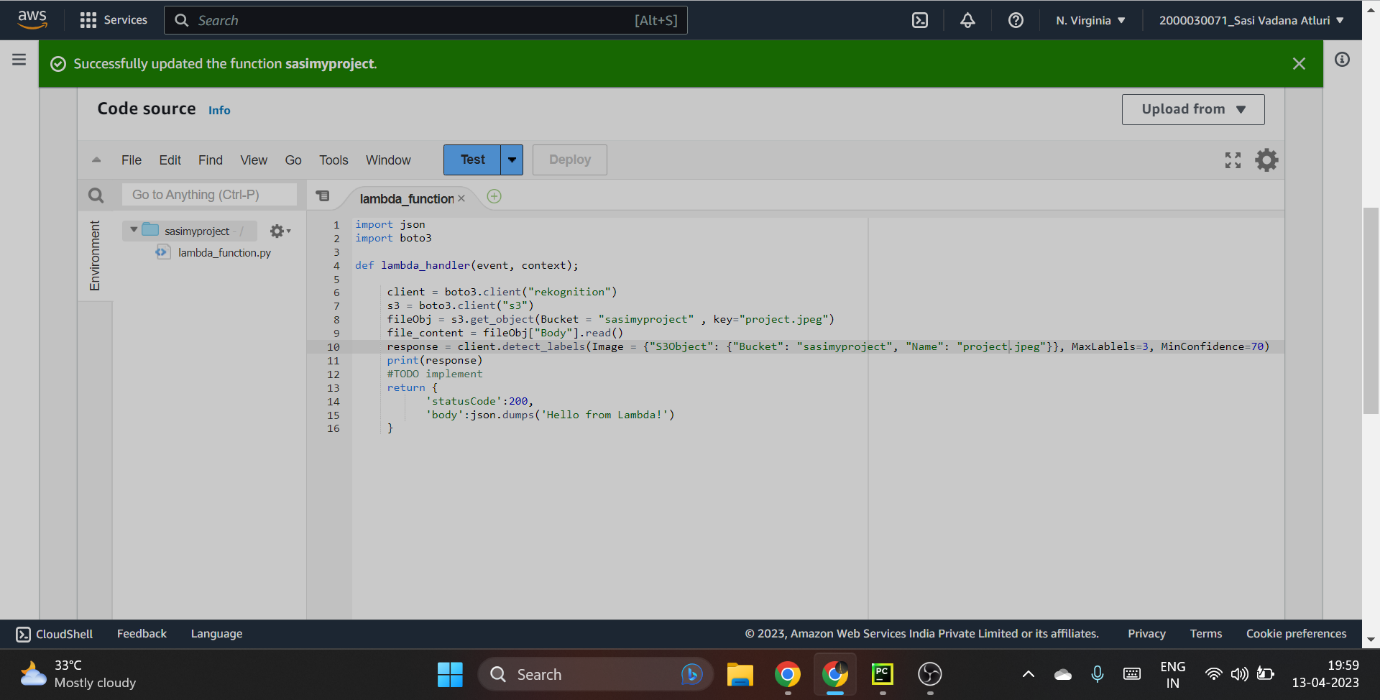 aws Services Search [Alt+S] N. Virginia 2000030071_Sasi Vadana Atluri
Successfully updated the function sasimyproject.
Code source Info Upload from
File Edit Find View Go Tools Window Test Deploy
Go to Anything (Ctrl-P) lambda_function
Environment
sasimyproject /
lambda_function.py
1 import json
2 import boto3
3
4 def lambda_handler(event, context);
5
6 client = boto3.client("rekognition")
7 s3 = boto3.client("s3")
8 fileObj = s3.get_object(Bucket = "sasimyproject" , key="project.jpeg")
9 file_content = fileObj["Body"].read()
10 response = client.detect_labels(Image = {"S3Object": {"Bucket": "sasimyproject", "Name": "project.jpeg"}}, MaxLablels=3, MinConfidence=70)
11 print(response)
12 #TODO implement
13 return {
14 'statusCode':200,
15 'body':json.dumps('Hello from Lambda!')
16 }
CloudShell Feedback Language © 2023, Amazon Web Services India Private Limited or its affiliates. Privacy Terms Cookie preferences
33°C
Mostly cloudy
Search
PC
ENG
IN
19:59
13-04-2023